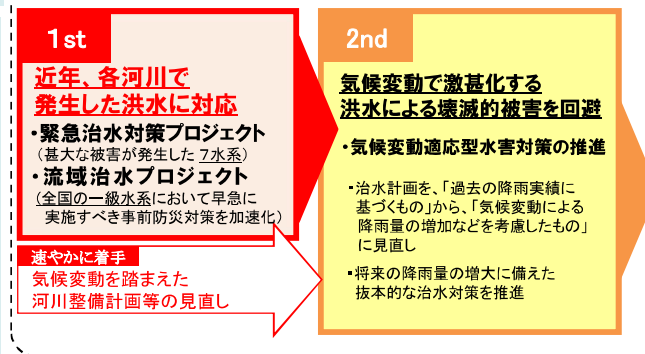 1st
近年、各河川で
発生した洪水に対応
・緊急治水対策プロジェクト
(甚大な被害が発生した 7水系)
・流域治水プロジェクト
(全国の一級水系において早急に
実施すべき事前防災対策を加速化)
速やかに着手
気候変動を踏まえた
河川整備計画等の見直し
2nd
気候変動で激甚化する
洪水による壊滅的被害を回避
・気候変動適応型水害対策の推進
・治水計画を、「過去の降雨実績に
基づくもの」から、「気候変動による
降雨量の増加などを考慮したもの」
に見直し
・将来の降雨量の増大に備えた
抜本的な治水対策を推進